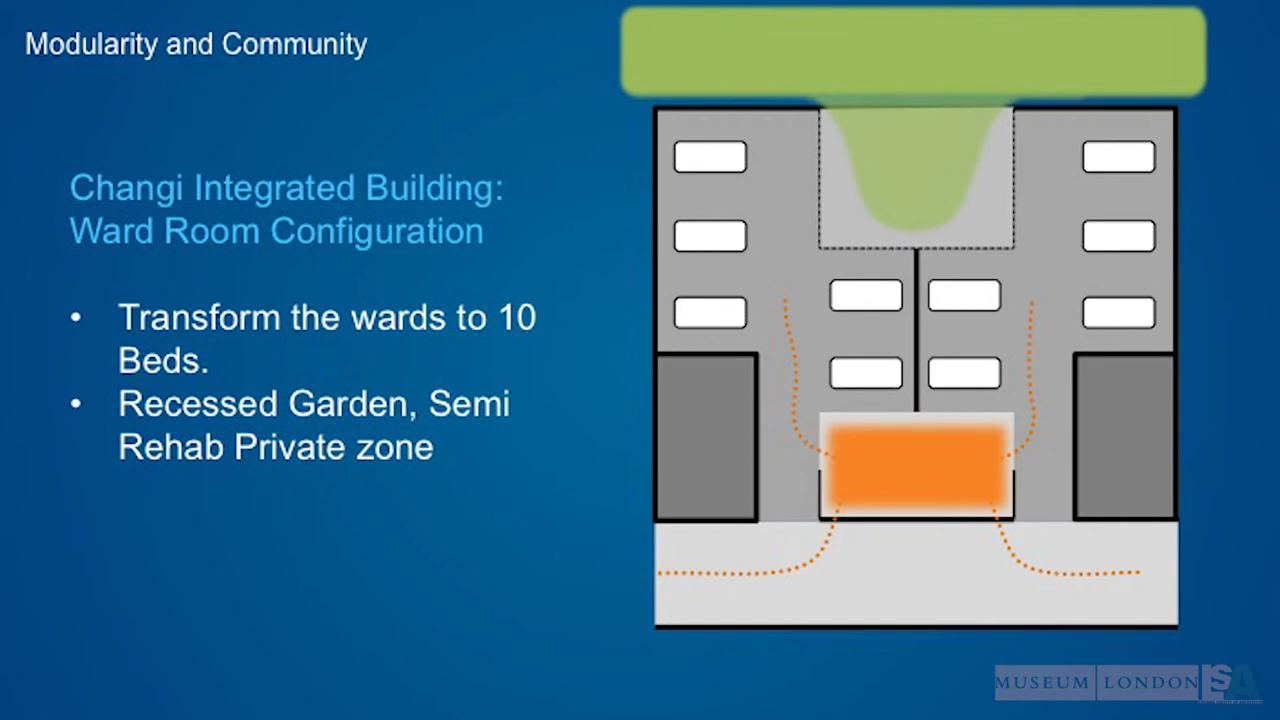 Modularity and Community
Changi Integrated Building:
Ward Room Configuration
• Transform the wards to 10
Beds.
• Recessed Garden, Semi
Rehab Private zone
MUSEUM LONDON ISA